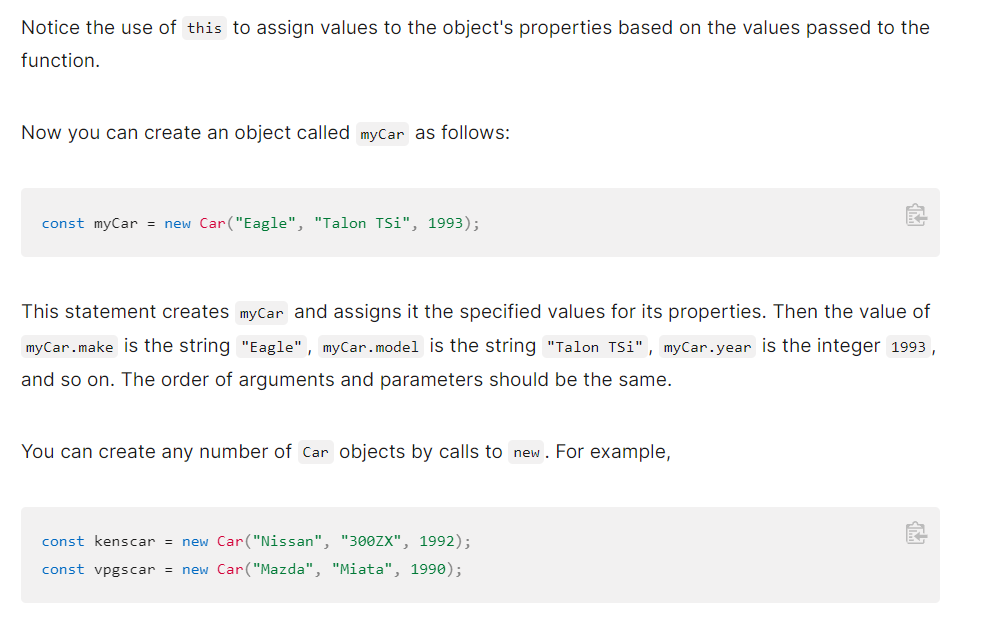 Notice the use of this to assign values to the object's properties based on the values passed to the
function.
Now you can create an object called myCar as follows:
const myCar = new Car("Eagle", "Talon TSi", 1993);
This statement creates myCar and assigns it the specified values for its properties. Then the value of
myCar.make is the string "Eagle", myCar.model is the string "Talon TSi", myCar.year is the integer 1993,
and so on. The order of arguments and parameters should be the same.
You can create any number of Car objects by calls to new. For example,
const kenscar = new Car("Nissan", "300ZX", 1992);
const vpgscar = new Car("Mazda", "Miata", 1990);